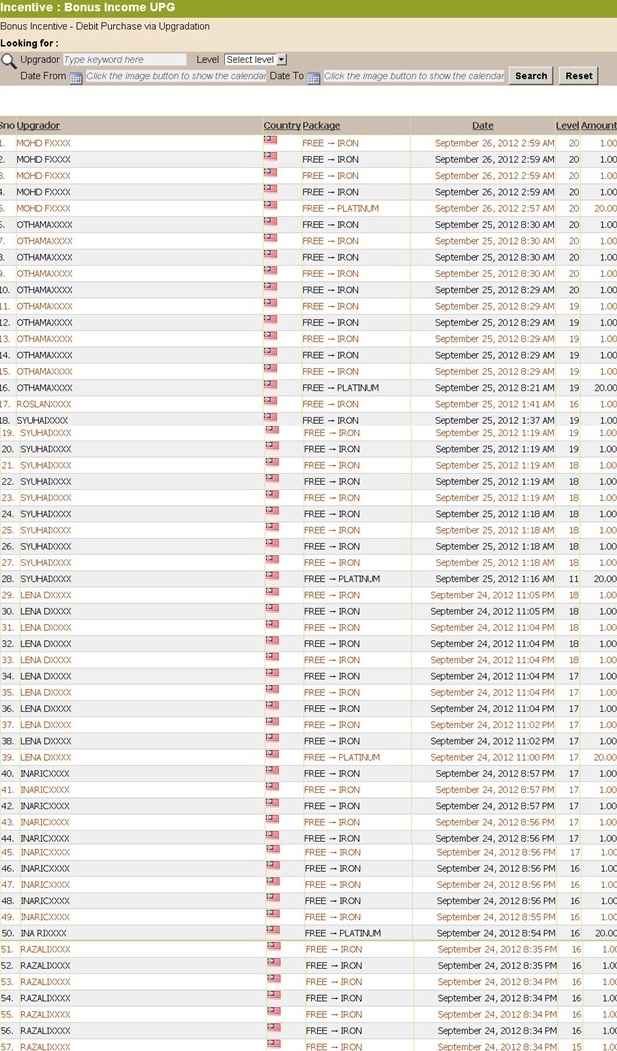 Incentive : Bonus Income UPG
Bonus Incentive - Debit Purchase via Upgradation
Looking for :
Upgrador Type keyword here Level Select level
Date From Click the image button to show the calendar Date To Click the image button to show the calendar Search Reset
Sno Upgrador Country Package Date Level Amount
1. MOHD FXXXX FREE → IRON September 26, 2012 2:59 AM 20 1.00
2. MOHD FXXXX FREE → IRON September 26, 2012 2:59 AM 20 1.00
3. MOHD FXXXX FREE → IRON September 26, 2012 2:59 AM 20 1.00
4. MOHD FXXXX FREE → IRON September 26, 2012 2:59 AM 20 1.00
5. MOHD FXXXX FREE → PLATINUM September 26, 2012 2:57 AM 20 20.00
6. OTHAMAXXXX FREE → IRON September 25, 2012 8:30 AM 20 1.00
7. OTHAMAXXXX FREE → IRON September 25, 2012 8:30 AM 20 1.00
8. OTHAMAXXXX FREE → IRON September 25, 2012 8:30 AM 20 1.00
9. OTHAMAXXXX FREE → IRON September 25, 2012 8:30 AM 20 1.00
10. OTHAMAXXXX FREE → IRON September 25, 2012 8:29 AM 20 1.00
11. OTHAMAXXXX FREE → IRON September 25, 2012 8:29 AM 19 1.00
12. OTHAMAXXXX FREE → IRON September 25, 2012 8:29 AM 19 1.00
13. OTHAMAXXXX FREE → IRON September 25, 2012 8:29 AM 19 1.00
14. OTHAMAXXXX FREE → IRON September 25, 2012 8:29 AM 19 1.00
15. OTHAMAXXXX FREE → IRON September 25, 2012 8:29 AM 19 1.00
16. OTHAMAXXXX FREE → PLATINUM September 25, 2012 8:21 AM 19 20.00
17. ROSLANXXXX FREE → IRON September 25, 2012 1:41 AM 16 1.00
18. SYUHAIXXXX FREE → IRON September 25, 2012 1:37 AM 19 1.00
19. SYUHAIXXXX FREE → IRON September 25, 2012 1:19 AM 19 1.00
20. SYUHAIXXXX FREE → IRON September 25, 2012 1:19 AM 19 1.00
21. SYUHAIXXXX FREE → IRON September 25, 2012 1:19 AM 18 1.00
22. SYUHAIXXXX FREE → IRON September 25, 2012 1:19 AM 18 1.00
23. SYUHAIXXXX FREE → IRON September 25, 2012 1:19 AM 18 1.00
24. SYUHAIXXXX FREE → IRON September 25, 2012 1:18 AM 18 1.00
25. SYUHAIXXXX FREE → IRON September 25, 2012 1:18 AM 18 1.00
26. SYUHAIXXXX FREE → IRON September 25, 2012 1:18 AM 18 1.00
27. SYUHAIXXXX FREE → IRON September 25, 2012 1:18 AM 18 1.00
28. SYUHAIXXXX FREE → PLATINUM September 25, 2012 1:16 AM 11 20.00
29. LENA DXXXX FREE → IRON September 24, 2012 11:05 PM 18 1.00
30. LENA DXXXX FREE → IRON September 24, 2012 11:05 PM 18 1.00
31. LENA DXXXX FREE → IRON September 24, 2012 11:04 PM 18 1.00
32. LENA DXXXX FREE → IRON September 24, 2012 11:04 PM 18 1.00
33. LENA DXXXX FREE → IRON September 24, 2012 11:04 PM 18 1.00
34. LENA DXXXX FREE → IRON September 24, 2012 11:04 PM 17 1.00
35. LENA DXXXX FREE → IRON September 24, 2012 11:04 PM 17 1.00
36. LENA DXXXX FREE → IRON September 24, 2012 11:04 PM 17 1.00
37. LENA DXXXX FREE → IRON September 24, 2012 11:02 PM 17 1.00
38. LENA DXXXX FREE → IRON September 24, 2012 11:02 PM 17 1.00
39. LENA DXXXX FREE → PLATINUM September 24, 2012 11:00 PM 17 20.00
40. INARICXXXX FREE → IRON September 24, 2012 8:57 PM 17 1.00
41. INARICXXXX FREE → IRON September 24, 2012 8:57 PM 17 1.00
42. INARICXXXX FREE → IRON September 24, 2012 8:57 PM 17 1.00
43. INARICXXXX FREE → IRON September 24, 2012 8:56 PM 17 1.00
44. INARICXXXX FREE → IRON September 24, 2012 8:56 PM 17 1.00
45. INARICXXXX FREE → IRON September 24, 2012 8:56 PM 17 1.00
46. INARICXXXX FREE → IRON September 24, 2012 8:56 PM 16 1.00
47. INARICXXXX FREE → IRON September 24, 2012 8:56 PM 16 1.00
48. INARICXXXX FREE → IRON September 24, 2012 8:56 PM 16 1.00
49. INARICXXXX FREE → IRON September 24, 2012 8:55 PM 16 1.00
50. INA RIXXXX FREE → PLATINUM September 24, 2012 8:54 PM 16 20.00
51. RAZALIXXXX FREE → IRON September 24, 2012 8:35 PM 16 1.00
52. RAZALIXXXX FREE → IRON September 24, 2012 8:35 PM 16 1.00
53. RAZALIXXXX FREE → IRON September 24, 2012 8:34 PM 16 1.00
54. RAZALIXXXX FREE → IRON September 24, 2012 8:34 PM 16 1.00
55. RAZALIXXXX FREE → IRON September 24, 2012 8:34 PM 16 1.00
56. RAZALIXXXX FREE → IRON September 24, 2012 8:34 PM 16 1.00
57. RAZALIXXXX FREE → IRON September 24, 2012 8:34 PM 15 1.00